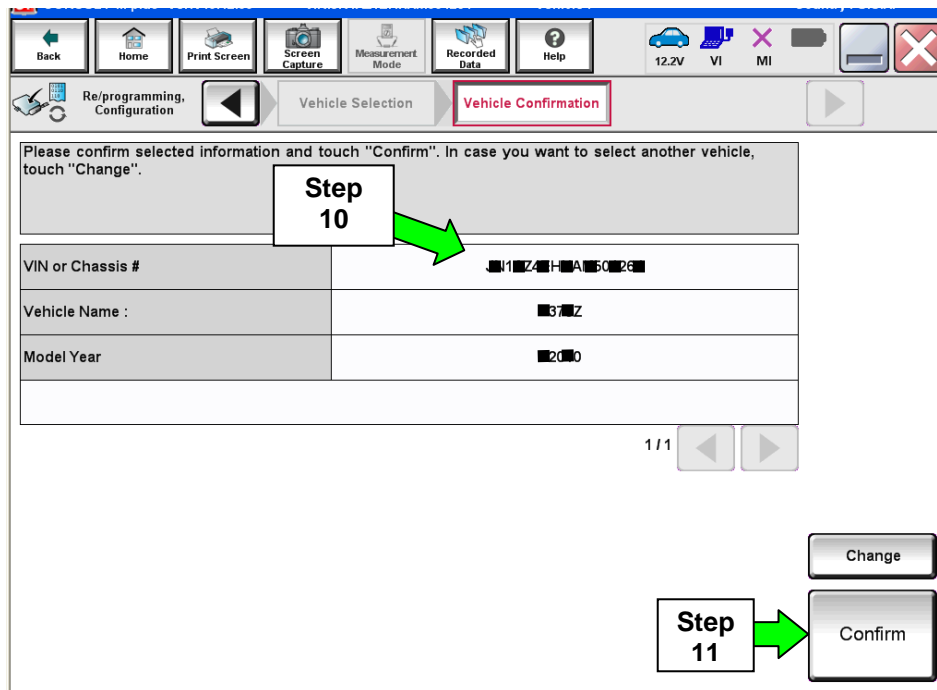 Back
Home
Print Screen
Screen
Capture
Measurement
Mode
Recorded
Data
Help
12.2V
VI
MI
Re/programming,
Configuration
Vehicle Selection
Vehicle Confirmation
Please confirm selected information and touch "Confirm". In case you want to select another vehicle,
touch "Change".
Step
10
VIN or Chassis #
Vehicle Name :
Model Year
1/1
Change
Step
11
Confirm